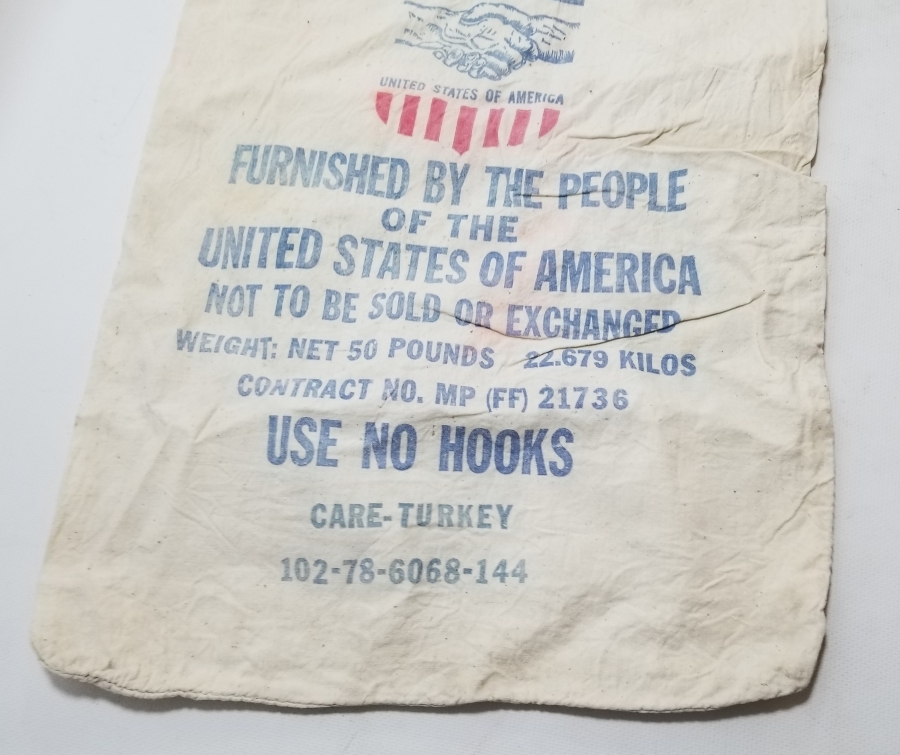 UNITED STATES OF AMERICA
FURNISHED BY THE PEOPLE
OF THE
UNITED STATES OF AMERICA
NOT TO BE SOLD OR EXCHANGED
WEIGHT: NET 50 POUNDS 22.679 KILOS
CONTRACT NO. MP (FF) 21736
USE NO HOOKS
CARE-TURKEY
102-78-6068-144